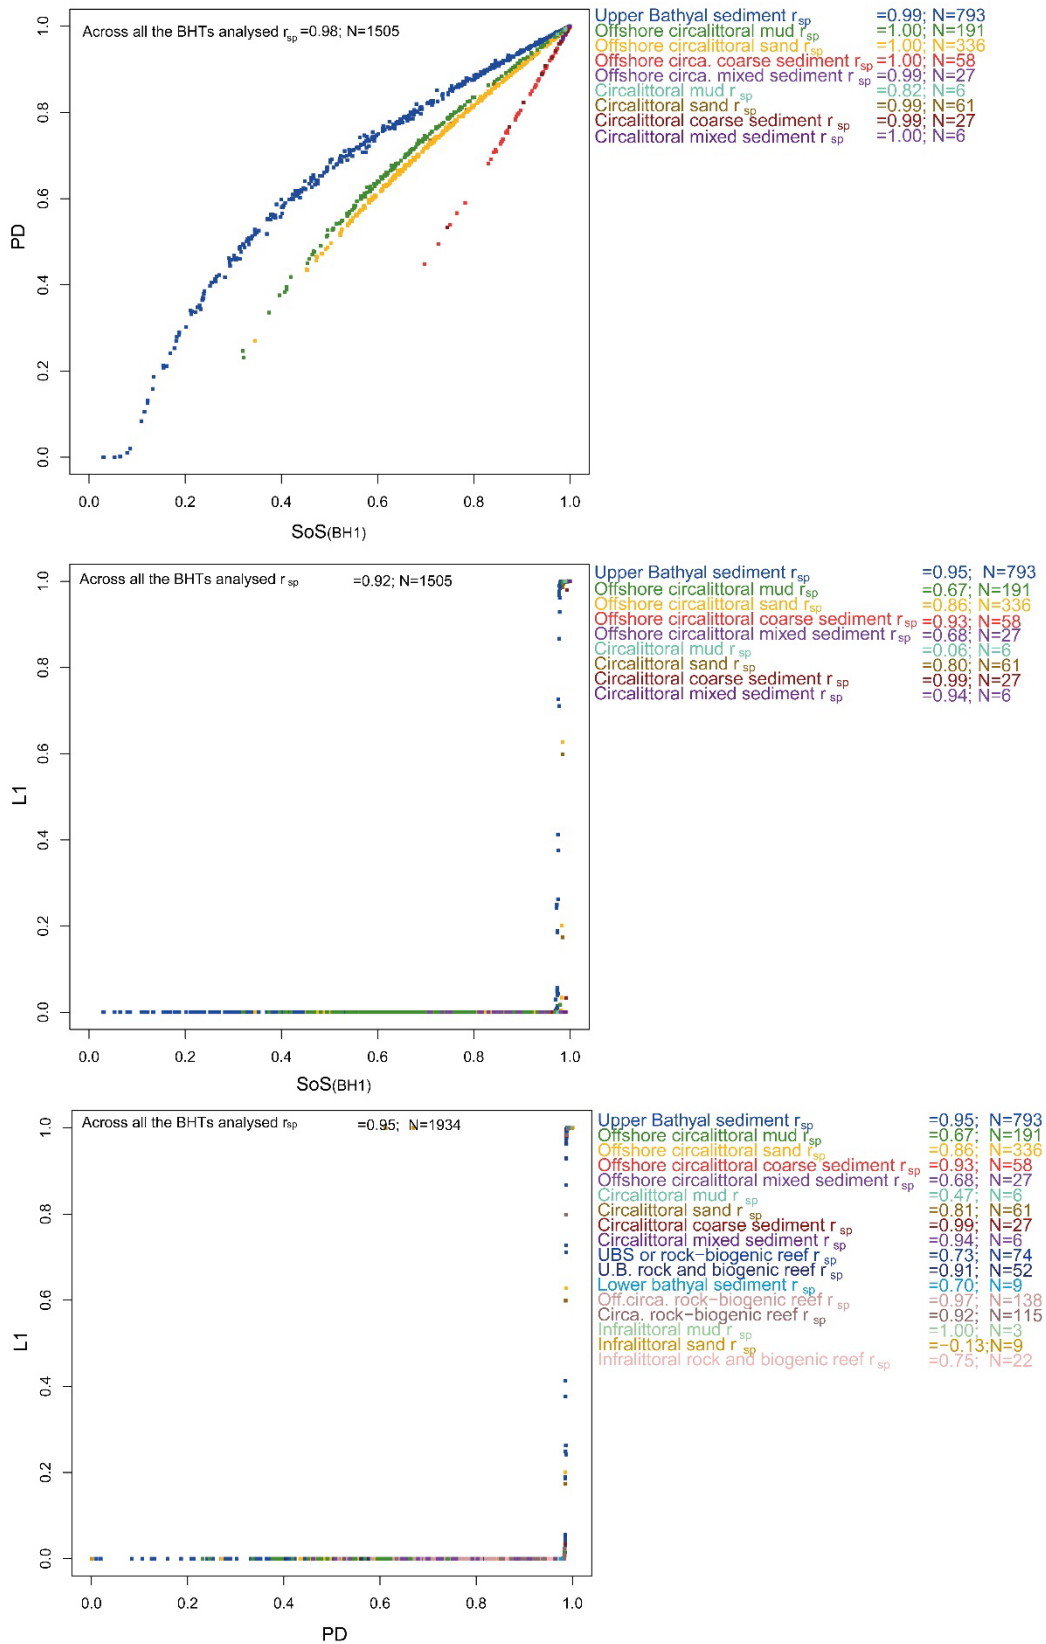 Across all the BHTs analysed rsp =0.98; N=1505
Upper Bathyal sediment rsp =0.99; N=793
Offshore circalittoral mud rsp =1.00; N=191
Offshore circalittoral sand rsp =1.00; N=336
Offshore circa. coarse sediment rsp =1.00; N=58
Offshore circa. mixed sediment rsp =0.99; N=27
Circalittoral mud rsp =0.82; N=6
Circalittoral sand rsp =0.99; N=61
Circalittoral coarse sediment rsp =0.99; N=27
Circalittoral mixed sediment rsp =1.00; N=6
PD
1.0
0.8
0.6
0.4
0.2
0.0
0.0 0.2 0.4 0.6 0.8 1.0
SoS(BH1)
Across all the BHTs analysed rsp =0.92; N=1505
Upper Bathyal sediment rsp =0.95; N=793
Offshore circalittoral mud rsp =0.67; N=191
Offshore circalittoral sand rsp =0.86; N=336
Offshore circalittoral coarse sediment rsp =0.93; N=58
Offshore circalittoral mixed sediment rsp =0.68; N=27
Circalittoral mud rsp =0.06; N=6
Circalittoral sand rsp =0.80; N=61
Circalittoral coarse sediment rsp =0.99; N=27
Circalittoral mixed sediment rsp =0.94; N=6
L1
1.0
0.8
0.6
0.4
0.2
0.0
0.0 0.2 0.4 0.6 0.8 1.0
SoS(BH1)
Across all the BHTs analysed rsp =0.95; N=1934
Upper Bathyal sediment rsp =0.95; N=793
Offshore circalittoral mud rsp =0.67; N=191
Offshore circalittoral sand rsp =0.86; N=336
Offshore circalittoral coarse sediment rsp =0.93; N=58
Offshore circalittoral mixed sediment rsp =0.68; N=27
Circalittoral mud rsp =0.47; N=6
Circalittoral sand rsp =0.81; N=61
Circalittoral coarse sediment rsp =0.99; N=27
Circalittoral mixed sediment rsp =0.94; N=6
UBS or rock−biogenic reef rsp =0.73; N=74
U.B. rock and biogenic reef rsp =0.91; N=52
Lower bathyal sediment rsp =0.70; N=9
Off.circa. rock−biogenic reef rsp =0.97; N=138
Circa. rock−biogenic reef rsp =0.92; N=115
Infralittoral mud rsp =1.00; N=3
Infralittoral sand rsp =−0.13;N=9
Infralittoral rock and biogenic reef rsp =0.75; N=22
L1
1.0
0.8
0.6
0.4
0.2
0.0
0.0 0.2 0.4 0.6 0.8 1.0
PD